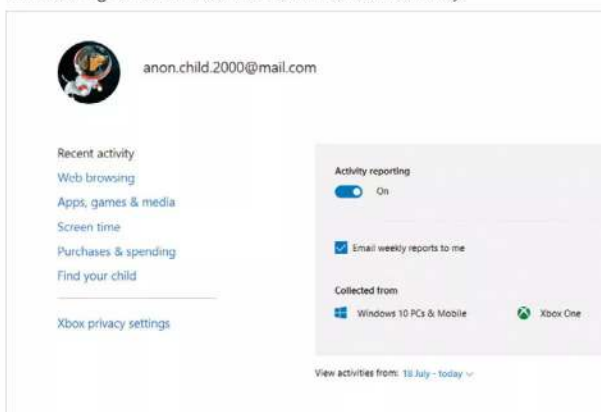 anon.child.2000@mail.com
Recent activity
Web browsing
Apps, games & media
Screen time
Purchases & spending
Find your child
Xbox privacy settings
Activity reporting
On
Email weekly reports to me
Collected from
Windows 10 PCs & Mobile
Xbox One
View activities from: 18 July - today